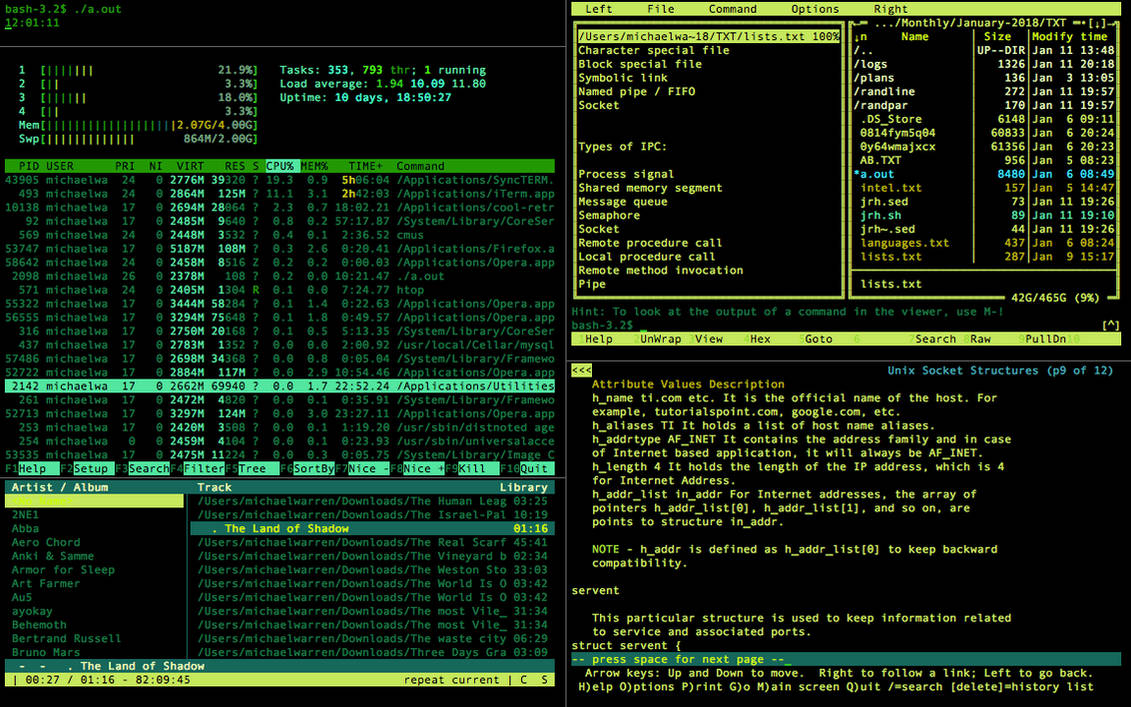 bash-3.2$ ./a.out
12:01:11
1 [||||||| 21.9%]
2 [|| 3.3%]
3 [|||||| 18.0%]
4 [|| 3.3%]
Mem[|||||||||||||||||||||2.07G/4.00G]
Swp[|||||||||||||| 864M/2.00G]
Tasks: 353, 793 thr; 1 running
Load average: 1.94 10.09 11.80
Uptime: 10 days, 18:50:27
PID USER PRI NI VIRT RES S CPU% MEM% TIME+ Command
43905 michaelwa 24 0 2776M 39320 ? 19.3 0.9 5h06:04 /Applications/SyncTERM.
493 michaelwa 24 0 2864M 125M ? 11.1 3.1 2h42:03 /Applications/iTerm.app
10138 michaelwa 17 0 2694M 28064 ? 2.3 0.7 18:02.21 /Applications/cool-retr
92 michaelwa 17 0 2485M 9640 ? 0.8 0.2 57:17.87 /System/Library/CoreSer
569 michaelwa 24 0 2448M 3532 ? 0.4 0.1 2:36.52 cmus
53747 michaelwa 17 0 5187M 108M ? 0.3 2.6 0:20.41 /Applications/Firefox.a
58642 michaelwa 24 0 2458M 8516 Z 0.2 0.2 0:00.03 /Applications/Opera.app
2098 michaelwa 26 0 2378M 108 ? 0.2 0.0 10:21.47 ./a.out
571 michaelwa 24 0 2405M 1304 R 0.1 0.0 7:24.77 htop
55322 michaelwa 17 0 3444M 58284 ? 0.1 1.4 0:22.63 /Applications/Opera.app
56555 michaelwa 17 0 3294M 75648 ? 0.1 1.8 0:49.57 /Applications/Opera.app
316 michaelwa 17 0 2750M 20168 ? 0.1 0.5 5:13.35 /System/Library/CoreSer
437 michaelwa 17 0 2783M 1352 ? 0.1 0.0 2:00.92 /usr/local/Cellar/mysql
57486 michaelwa 17 0 2698M 34368 ? 0.0 0.8 0:05.04 /System/Library/Framewo
52722 michaelwa 17 0 2884M 117M ? 0.0 2.9 10:54.46 /Applications/Opera.app
2142 michaelwa 17 0 2662M 69940 ? 0.0 1.7 22:52.24 /Applications/Utilities
261 michaelwa 17 0 2472M 4820 ? 0.0 0.1 0:35.91 /System/Library/Framewo
52713 michaelwa 17 0 3297M 124M ? 0.0 3.0 23:27.11 /Applications/Opera.app
253 michaelwa 17 0 2420M 3508 ? 0.0 0.1 1:19.20 /usr/sbin/distnoted age
254 michaelwa 0 0 2459M 4104 ? 0.0 0.1 0:23.93 /usr/sbin/universalacce
53535 michaelwa 17 0 2475M 11224 ? 0.0 0.3 0:05.75 /System/Library/Image C
F1Help F2Setup F3SearchF4FilterF5Tree F6SortByF7Nice -F8Nice +F9Kill F10Quit
Artist / Album
2NE1
Abba
Aero Chord
Anki & Samme
Armor for Sleep
Art Farmer
Au5
ayokay
Behemoth
Bertrand Russell
Bruno Mars
Track Library
/Users/michaelwarren/Downloads/The Human Leag 03:25
/Users/michaelwarren/Downloads/The Israel-Pal 10:19
. The Land of Shadow 01:16
/Users/michaelwarren/Downloads/The Real Scarf 45:41
/Users/michaelwarren/Downloads/The Vineyard b 02:34
/Users/michaelwarren/Downloads/The Weston Sto 33:03
/Users/michaelwarren/Downloads/The World Is O 03:42
/Users/michaelwarren/Downloads/The World Is O 03:42
/Users/michaelwarren/Downloads/The most Vile_ 31:34
/Users/michaelwarren/Downloads/The most Vile_ 31:34
/Users/michaelwarren/Downloads/The waste city 06:29
/Users/michaelwarren/Downloads/Three Days Gra 03:09
- - . The Land of Shadow
| 00:27 / 01:16 - 82:09:45 repeat current | C S
Left File Command Options Right
/Users/michaelwa~18/TXT/lists.txt 100%
Character special file
Block special file
Symbolic link
Named pipe / FIFO
Socket
Types of IPC:
Process signal
Shared memory segment
Message queue
Semaphore
Socket
Remote procedure call
Local procedure call
Remote method invocation
Pipe
.../Monthly/January-2018/TXT [↓]
↓n Name Size Modify time
/.. UP--DIR Jan 11 13:48
/logs 1326 Jan 11 20:18
/plans 136 Jan 3 13:05
/randline 272 Jan 11 19:57
/randpar 170 Jan 11 19:57
.DS_Store 6148 Jan 6 09:11
0814fym5q04 60833 Jan 6 20:24
0y64wmajxcx 61356 Jan 6 20:23
AB.TXT 956 Jan 5 08:23
*a.out 8480 Jan 6 08:49
intel.txt 157 Jan 5 14:47
jrh.sed 73 Jan 11 19:26
jrh.sh 89 Jan 11 19:10
jrh~.sed 44 Jan 11 19:26
languages.txt 437 Jan 6 08:24
lists.txt 287 Jan 9 15:17
lists.txt
42G/465G (9%)
Hint: To look at the output of a command in the viewer, use M-!
bash-3.2$ [^]
1Help 2UnWrap 3View 4Hex 5Goto 6 7Search 8Raw 9PullDn10
<<< Unix Socket Structures (p9 of 12)
Attribute Values Description
h_name ti.com etc. It is the official name of the host. For
example, tutorialspoint.com, google.com, etc.
h_aliases TI It holds a list of host name aliases.
h_addrtype AF_INET It contains the address family and in case
of Internet based application, it will always be AF_INET.
h_length 4 It holds the length of the IP address, which is 4
for Internet Address.
h_addr_list in_addr For Internet addresses, the array of
pointers h_addr_list[0], h_addr_list[1], and so on, are
points to structure in_addr.
NOTE - h_addr is defined as h_addr_list[0] to keep backward
compatibility.
servent
This particular structure is used to keep information related
to service and associated ports.
struct servent {
-- press space for next page --
Arrow keys: Up and Down to move. Right to follow a link; Left to go back.
H)elp O)ptions P)rint G)o M)ain screen Q)uit /=search [delete]=history list